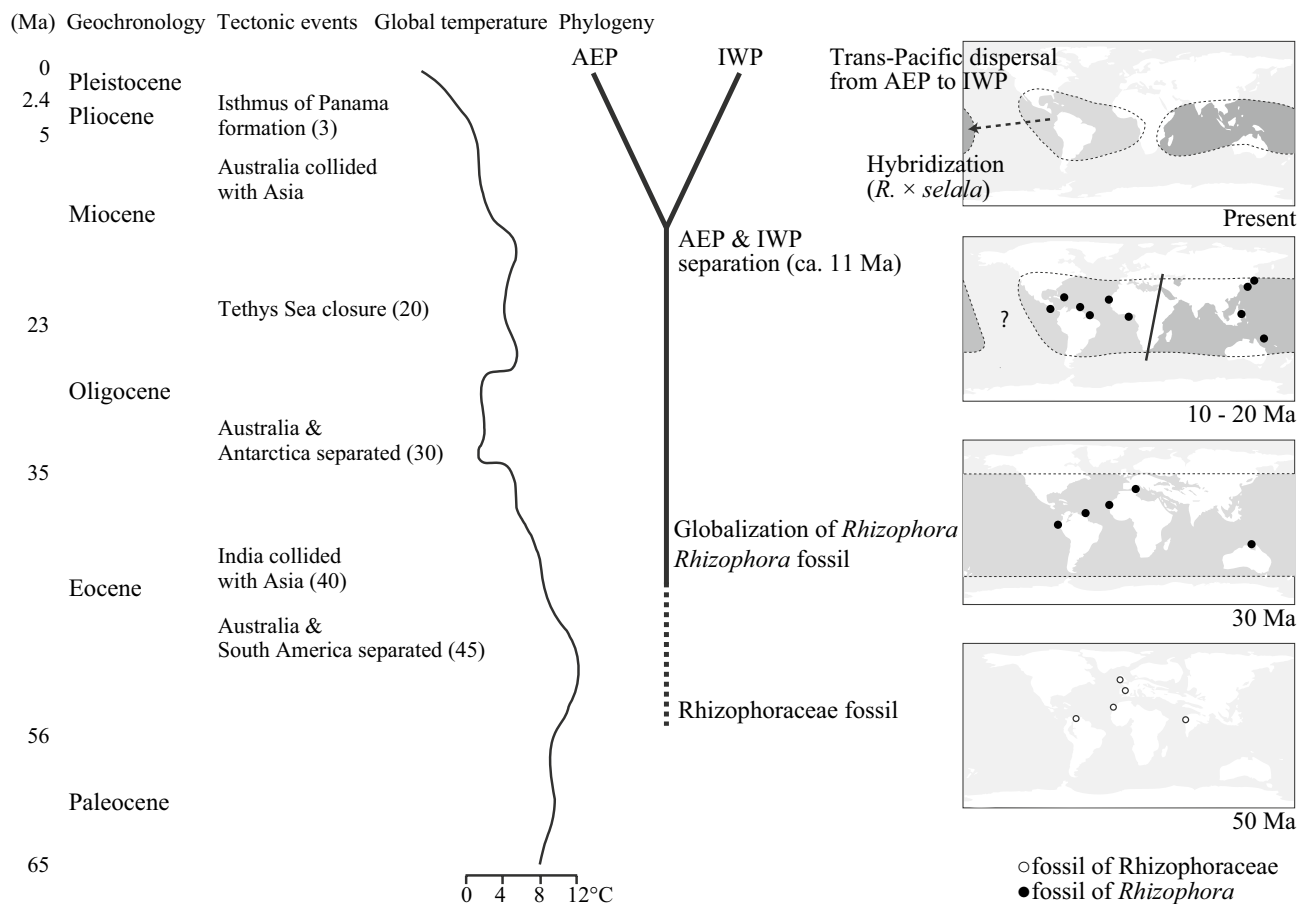 (Ma) Geochronology Tectonic events Global temperature Phylogeny
0
Pleistocene
2.4
Pliocene
5
Miocene
23
Oligocene
35
Eocene
56
Paleocene
65
Isthmus of Panama
formation (3)
Australia collided
with Asia
Tethys Sea closure (20)
Australia &
Antarctica separated (30)
India collided
with Asia (40)
Australia &
South America separated (45)
0 4 8 12°C
AEP IWP
AEP & IWP
separation (ca. 11 Ma)
Globalization of Rhizophora
Rhizophora fossil
Rhizophoraceae fossil
Trans-Pacific dispersal
from AEP to IWP
Hybridization
(R. × selala)
Present
?
10 - 20 Ma
30 Ma
50 Ma
fossil of Rhizophoraceae
fossil of Rhizophora